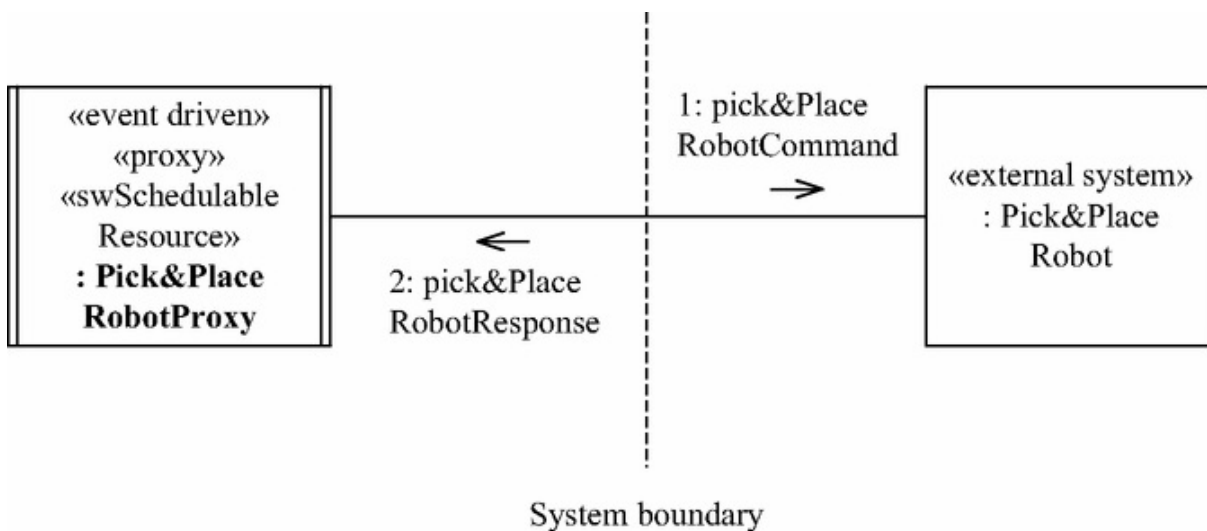 «event driven»
«proxy»
«swSchedulable
Resource»
: Pick&Place
RobotProxy
1: pick&Place
RobotCommand
2: pick&Place
RobotResponse
«external system»
: Pick&Place
Robot
System boundary